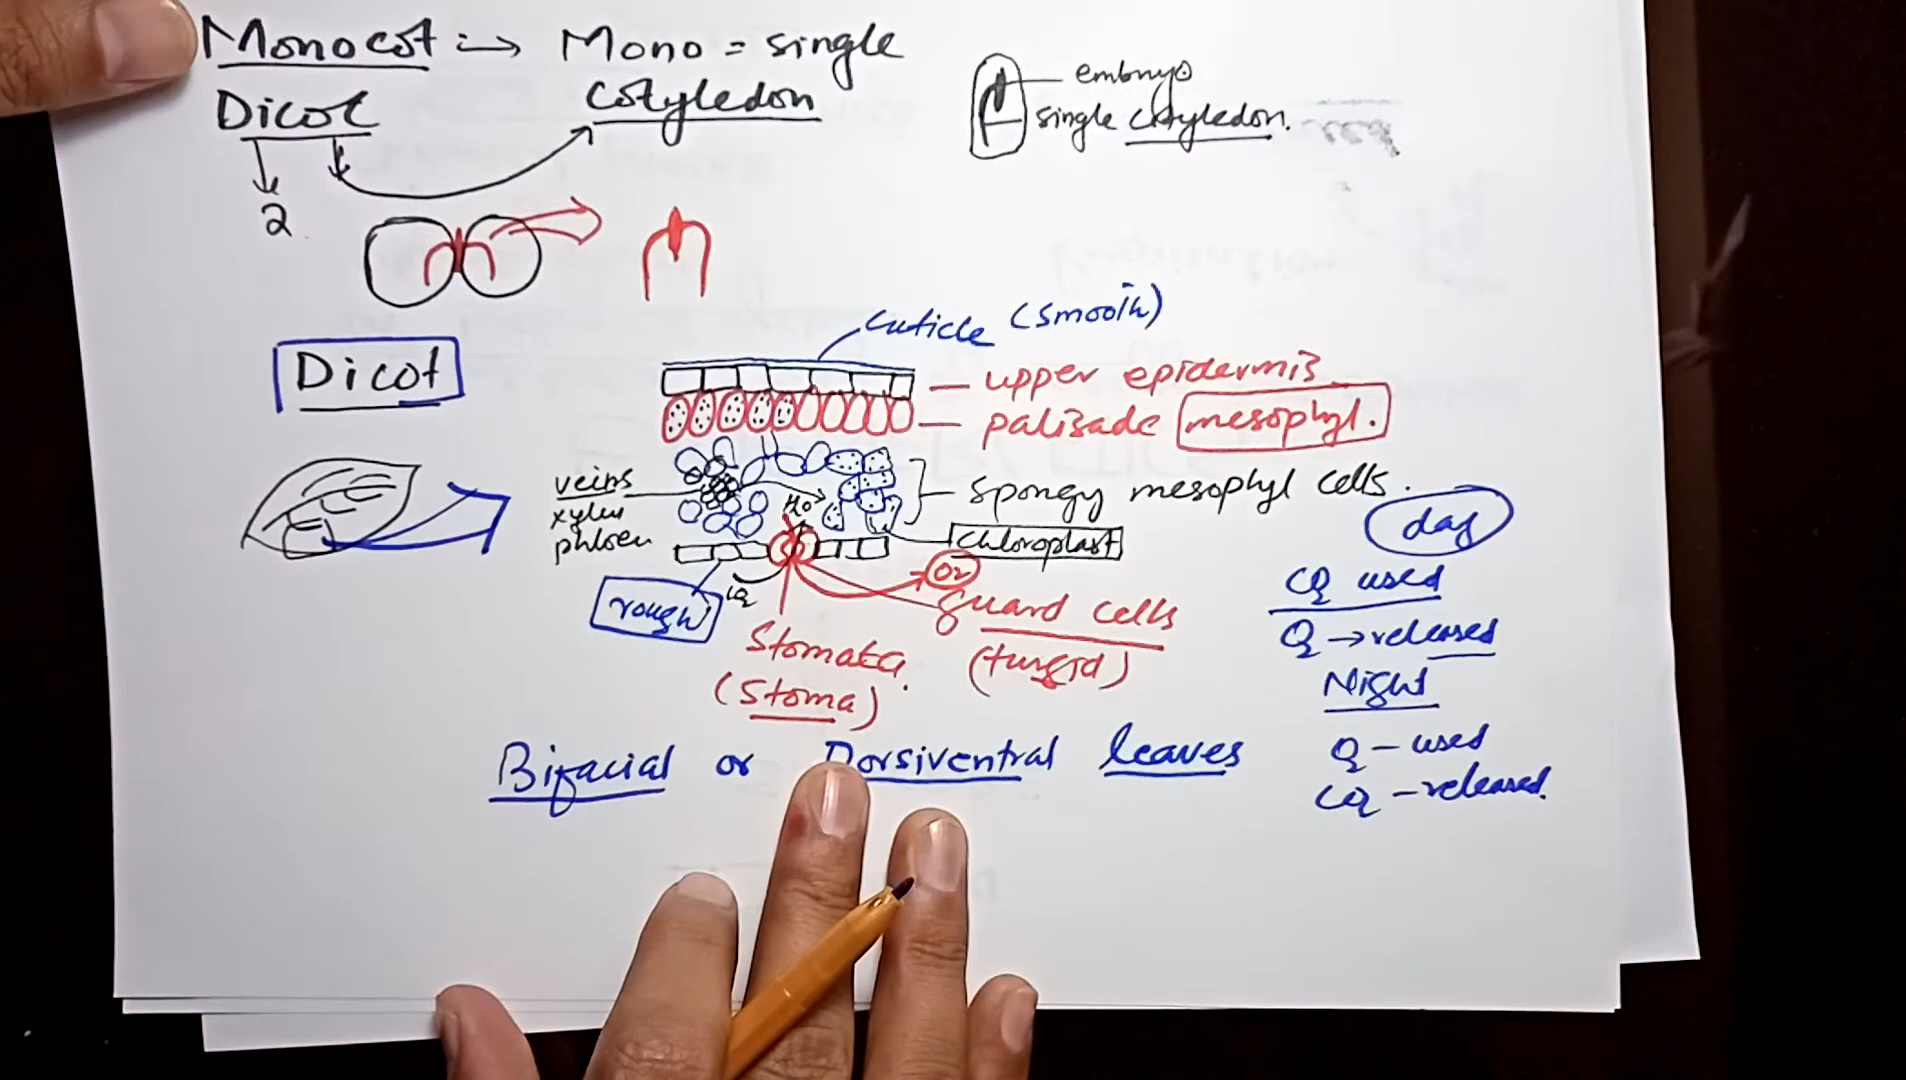 Monocot :→ Mono = single
cotyledon
Dicot
2
embryo
single cotyledon.
Dicot
cuticle (smooth)
upper epidermis
palisade mesophyl.
veins
xylem
phloem
H2O
spongy mesophyl cells.
chloroplast
rough
CO2
O2
guard cells
(turgid)
Stomata
(Stoma)
day
CO2 used
O2 → released
Night
O2 – used
CO2 – released.
Bifacial or Dorsiventral leaves